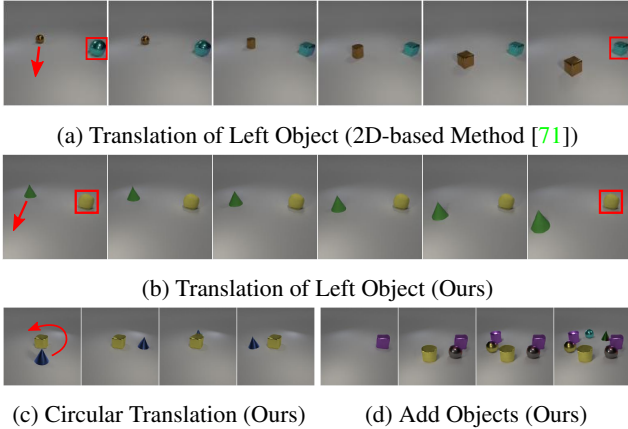 (a) Translation of Left Object (2D-based Method [71])
(b) Translation of Left Object (Ours)
(c) Circular Translation (Ours)
(d) Add Objects (Ours)